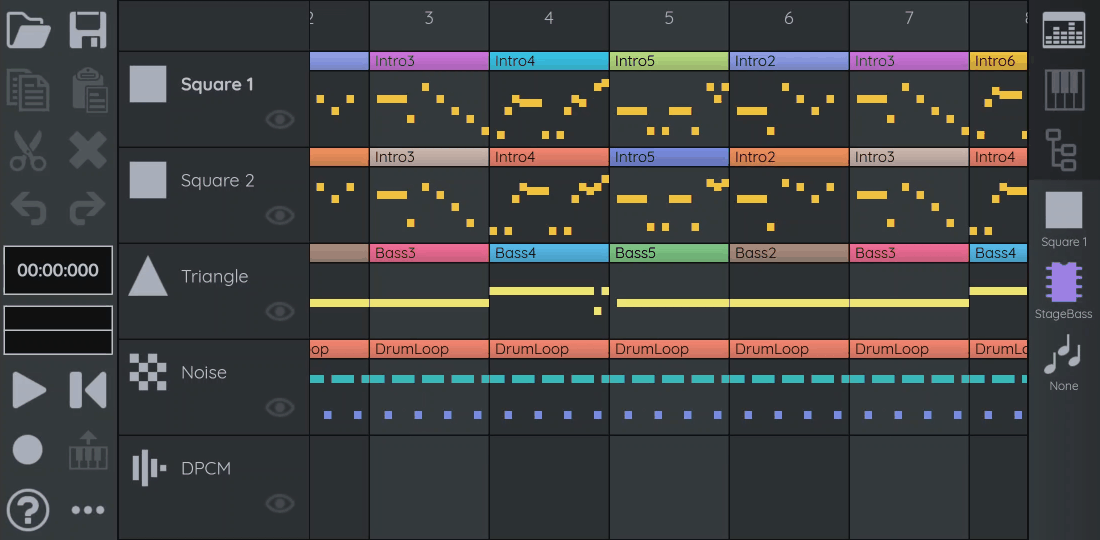 2 3 4 5 6 7 8
Square 1
Intro3 Intro4 Intro5 Intro2 Intro3 Intro6
Square 2
Intro3 Intro4 Intro5 Intro2 Intro3 Intro4
Square 1
00:00:000
Triangle
Bass3 Bass4 Bass5 Bass2 Bass3 Bass4
StageBass
Noise
oop DrumLoop DrumLoop DrumLoop DrumLoop DrumLoop DrumLo
None
DPCM
?